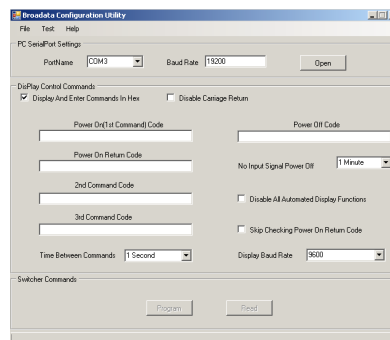 Broadata Configuration Utility
File Test Help
PC SerialPort Settings
PortName COM3 Baud Rate 19200 Open
DisPlay Control Commands
Display And Enter Commands In Hex Disable Carriage Return
Power On(1st Command) Code Power Off Code
Power On Return Code
No Input Signal Power Off 1 Minute
2nd Command Code
Disable All Automated Display Functions
3rd Command Code
Skip Checking Power On Return Code
Time Between Commands 1 Second Display Baud Rate 9600
Switcher Commands
Program Read